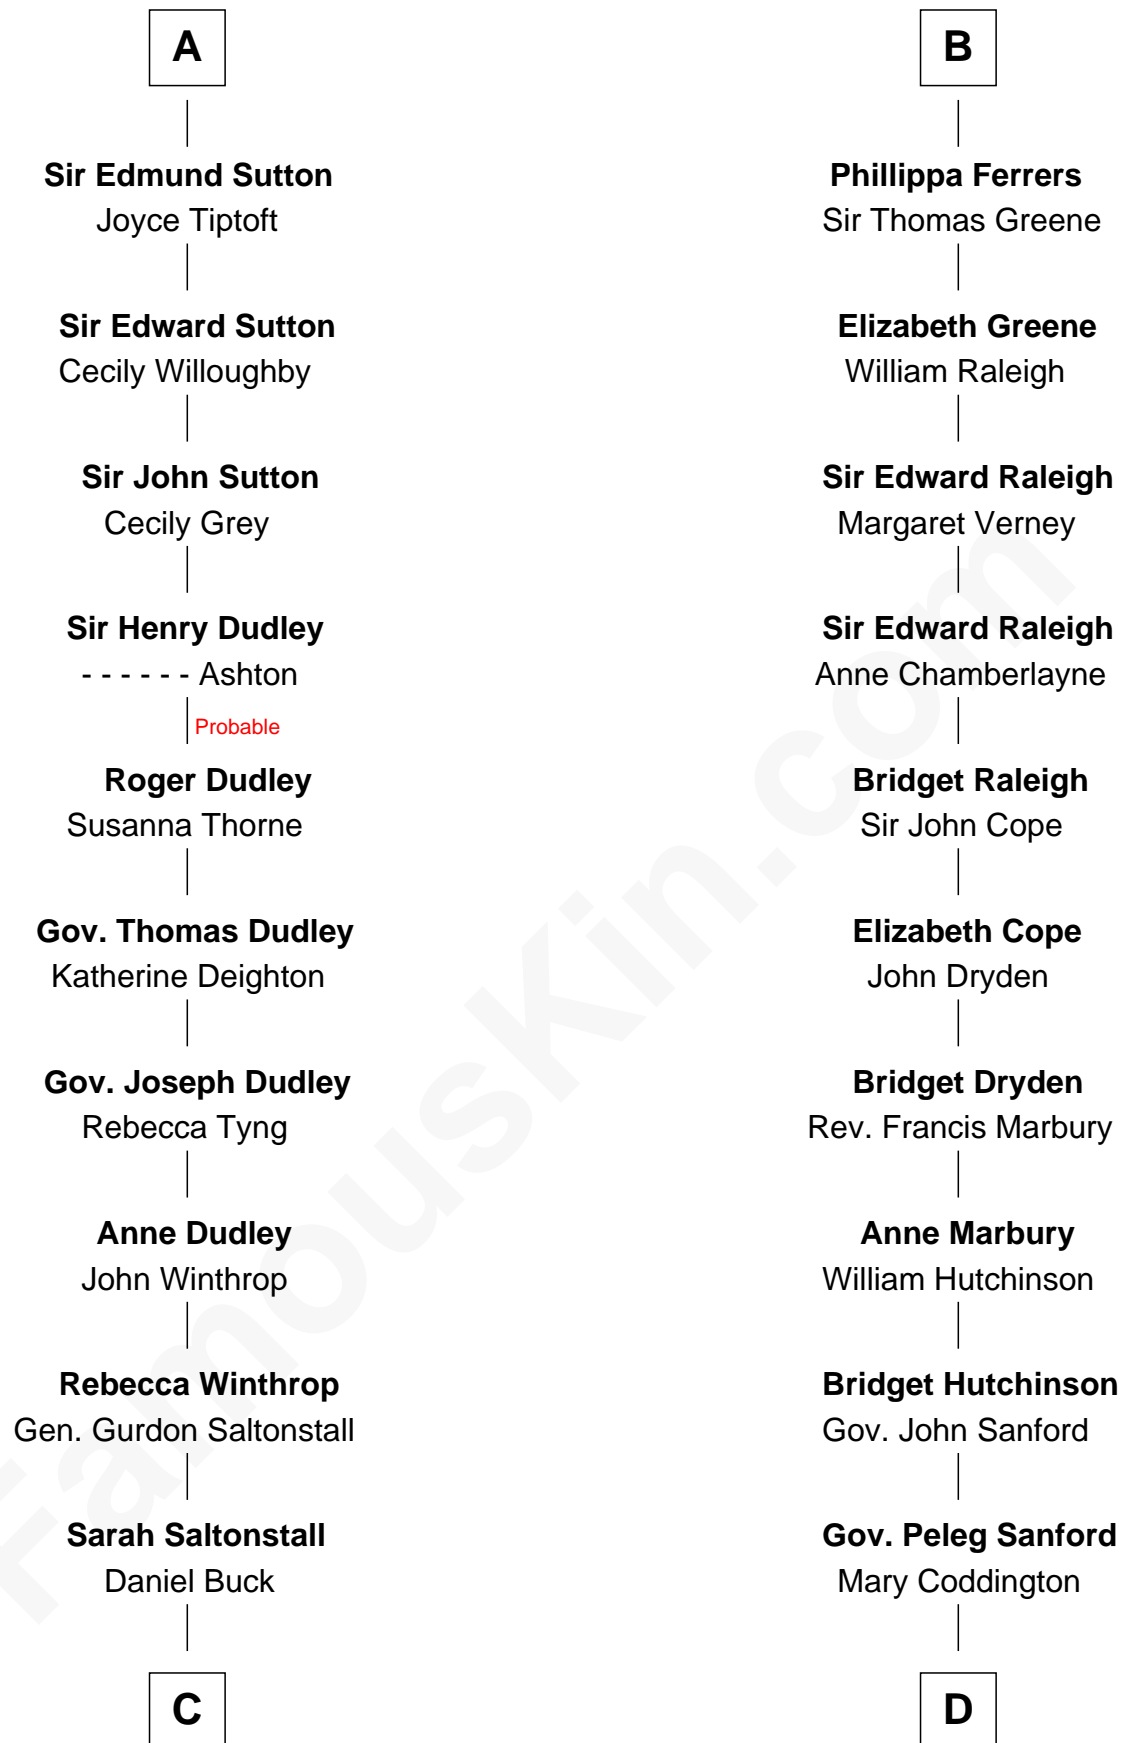 A
Sir Edmund Sutton
Joyce Tiptoft
Sir Edward Sutton
Cecily Willoughby
Sir John Sutton
Cecily Grey
Sir Henry Dudley
- - - - - - Ashton
Probable
Roger Dudley
Susanna Thorne
Gov. Thomas Dudley
Katherine Deighton
Gov. Joseph Dudley
Rebecca Tyng
Anne Dudley
John Winthrop
Rebecca Winthrop
Gen. Gurdon Saltonstall
Sarah Saltonstall
Daniel Buck
C
B
Phillippa Ferrers
Sir Thomas Greene
Elizabeth Greene
William Raleigh
Sir Edward Raleigh
Margaret Verney
Sir Edward Raleigh
Anne Chamberlayne
Bridget Raleigh
Sir John Cope
Elizabeth Cope
John Dryden
Bridget Dryden
Rev. Francis Marbury
Anne Marbury
William Hutchinson
Bridget Hutchinson
Gov. John Sanford
Gov. Peleg Sanford
Mary Coddington
D
FamousKin.com